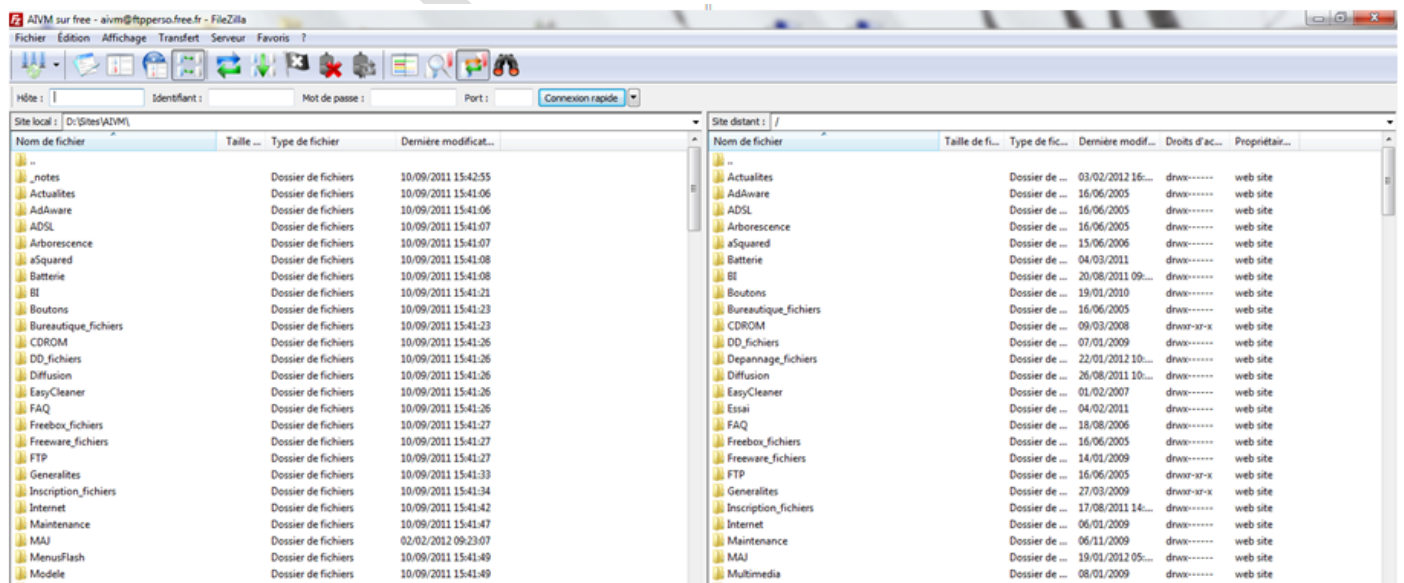 AIVM sur free - aivm@ftpperso.free.fr - FileZilla
Fichier Édition Affichage Transfert Serveur Favoris ?
Hôte : Identifiant : Mot de passe : Port : Connexion rapide
Site local : D:\Sites\AIVM\
Nom de fichier Taille ... Type de fichier Dernière modificat...
..
_notes Dossier de fichiers 10/09/2011 15:42:55
Actualites Dossier de fichiers 10/09/2011 15:41:06
AdAware Dossier de fichiers 10/09/2011 15:41:06
ADSL Dossier de fichiers 10/09/2011 15:41:07
Arborescence Dossier de fichiers 10/09/2011 15:41:07
aSquared Dossier de fichiers 10/09/2011 15:41:08
Batterie Dossier de fichiers 10/09/2011 15:41:08
BI Dossier de fichiers 10/09/2011 15:41:21
Boutons Dossier de fichiers 10/09/2011 15:41:23
Bureautique_fichiers Dossier de fichiers 10/09/2011 15:41:23
CDROM Dossier de fichiers 10/09/2011 15:41:26
DD_fichiers Dossier de fichiers 10/09/2011 15:41:26
Diffusion Dossier de fichiers 10/09/2011 15:41:26
EasyCleaner Dossier de fichiers 10/09/2011 15:41:26
FAQ Dossier de fichiers 10/09/2011 15:41:26
Freebox_fichiers Dossier de fichiers 10/09/2011 15:41:27
Freeware_fichiers Dossier de fichiers 10/09/2011 15:41:27
FTP Dossier de fichiers 10/09/2011 15:41:27
Generalites Dossier de fichiers 10/09/2011 15:41:33
Inscription_fichiers Dossier de fichiers 10/09/2011 15:41:34
Internet Dossier de fichiers 10/09/2011 15:41:42
Maintenance Dossier de fichiers 10/09/2011 15:41:47
MAJ Dossier de fichiers 02/02/2012 09:23:07
MenusFlash Dossier de fichiers 10/09/2011 15:41:49
Modele Dossier de fichiers 10/09/2011 15:41:49
Site distant : /
Nom de fichier Taille de fi... Type de fic... Dernière modif... Droits d'ac... Propriétair...
..
Actualites Dossier de ... 03/02/2012 16:... drwx------ web site
AdAware Dossier de ... 16/06/2005 drwx------ web site
ADSL Dossier de ... 16/06/2005 drwx------ web site
Arborescence Dossier de ... 16/06/2005 drwx------ web site
aSquared Dossier de ... 15/06/2006 drwx------ web site
Batterie Dossier de ... 04/03/2011 drwx------ web site
BI Dossier de ... 20/08/2011 09:... drwx------ web site
Boutons Dossier de ... 19/01/2010 drwx------ web site
Bureautique_fichiers Dossier de ... 16/06/2005 drwx------ web site
CDROM Dossier de ... 09/03/2008 drwxr-xr-x web site
DD_fichiers Dossier de ... 07/01/2009 drwx------ web site
Depannage_fichiers Dossier de ... 22/01/2012 10:... drwx------ web site
Diffusion Dossier de ... 26/08/2011 10:... drwx------ web site
EasyCleaner Dossier de ... 01/02/2007 drwx------ web site
Essai Dossier de ... 04/02/2011 drwx------ web site
FAQ Dossier de ... 18/08/2006 drwx------ web site
Freebox_fichiers Dossier de ... 16/06/2005 drwx------ web site
Freeware_fichiers Dossier de ... 14/01/2009 drwx------ web site
FTP Dossier de ... 16/06/2005 drwxr-xr-x web site
Generalites Dossier de ... 27/03/2009 drwxr-xr-x web site
Inscription_fichiers Dossier de ... 17/08/2011 14:... drwx------ web site
Internet Dossier de ... 06/01/2009 drwx------ web site
Maintenance Dossier de ... 06/11/2009 drwx------ web site
MAJ Dossier de ... 19/01/2012 05:... drwx------ web site
Multimedia Dossier de ... 08/01/2009 drwx------ web site